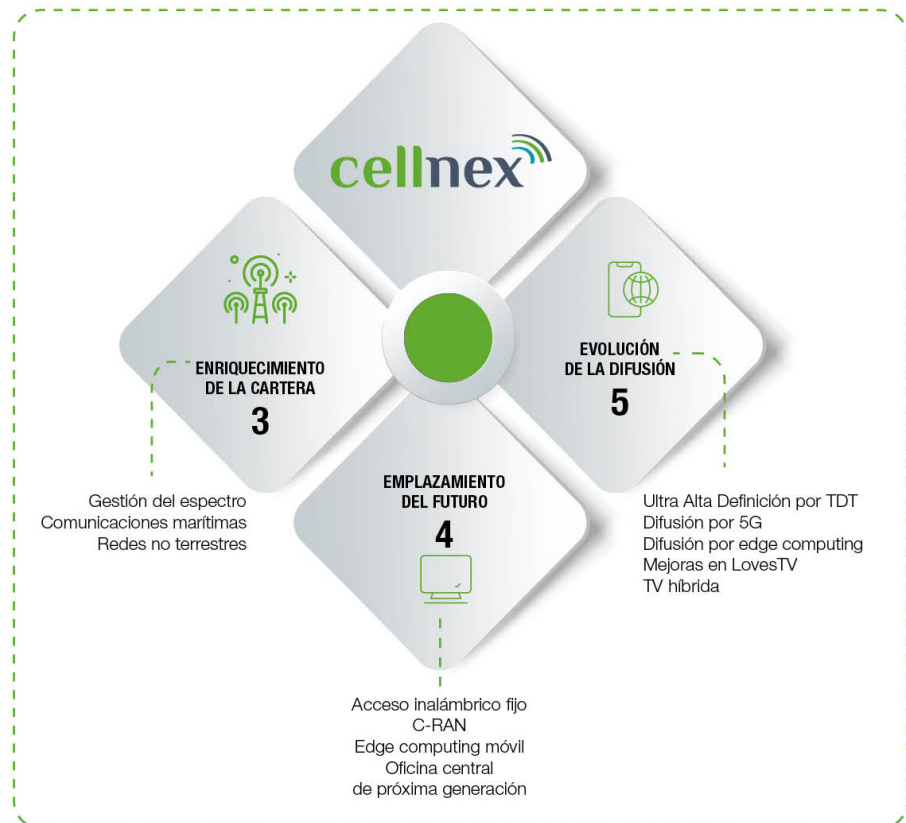 cellnex
ENRIQUECIMIENTO
DE LA CARTERA
3
Gestión del espectro
Comunicaciones marítimas
Redes no terrestres
EMPLAZAMIENTO
DEL FUTURO
4
Acceso inalámbrico fijo
C-RAN
Edge computing móvil
Oficina central
de próxima generación
EVOLUCIÓN
DE LA DIFUSIÓN
5
Ultra Alta Definición por TDT
Difusión por 5G
Difusión por edge computing
Mejoras en LovesTV
TV híbrida